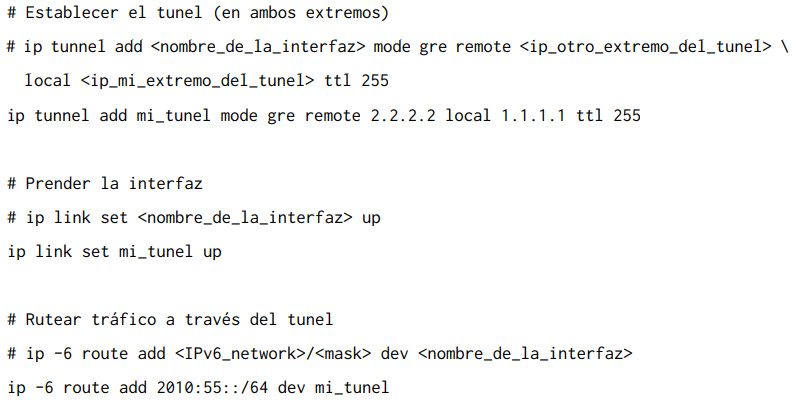 # Establecer el tunel (en ambos extremos)
# ip tunnel add <nombre_de_la_interfaz> mode gre remote <ip_otro_extremo_del_tunel> \
  local <ip_mi_extremo_del_tunel> ttl 255
ip tunnel add mi_tunel mode gre remote 2.2.2.2 local 1.1.1.1 ttl 255

# Prender la interfaz
# ip link set <nombre_de_la_interfaz> up
ip link set mi_tunel up

# Rutear tráfico a través del tunel
# ip -6 route add <IPv6_network>/<mask> dev <nombre_de_la_interfaz>
ip -6 route add 2010:55::/64 dev mi_tunel